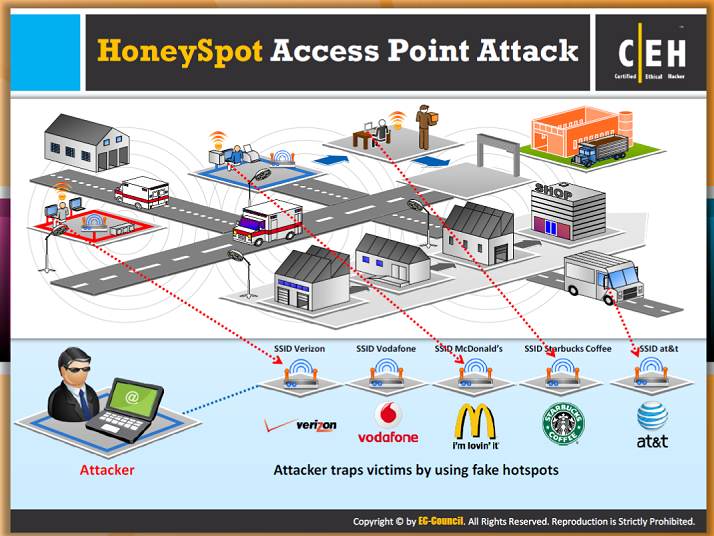 HoneySpot Access Point Attack
C|EH
Certified Ethical Hacker
SHOP
SSID Verizon
SSID Vodafone
SSID McDonald's
SSID Starbucks Coffee
SSID at&t
@
verizon
vodafone
i'm lovin' it
STARBUCKS
COFFEE
at&t
Attacker
Attacker traps victims by using fake hotspots
Copyright © by EC-Council. All Rights Reserved. Reproduction is Strictly Prohibited.